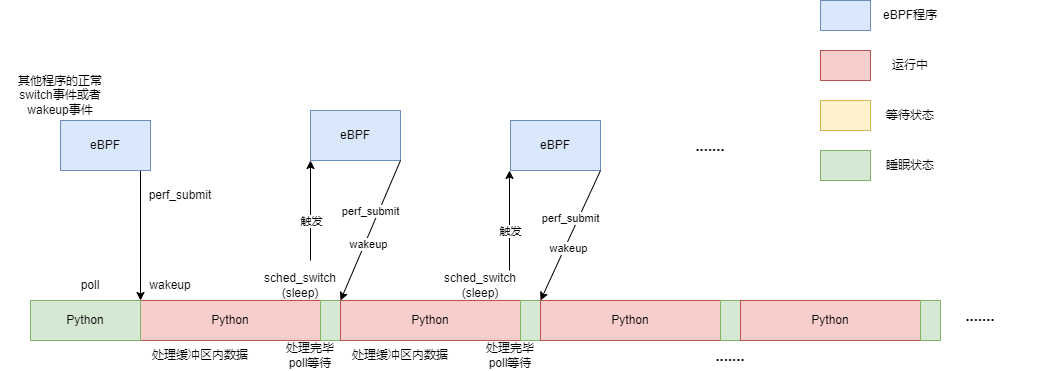 eBPF程序
运行中
等待状态
睡眠状态
其他程序的正常
switch事件或者
wakeup事件
eBPF
eBPF
eBPF
.......
perf_submit
触发
perf_submit
wakeup
触发
perf_submit
wakeup
poll
wakeup
sched_switch
(sleep)
sched_switch
(sleep)
Python
Python
Python
Python
Python
.......
处理缓冲区内数据
处理完毕
poll等待
处理缓冲区内数据
处理完毕
poll等待
.......